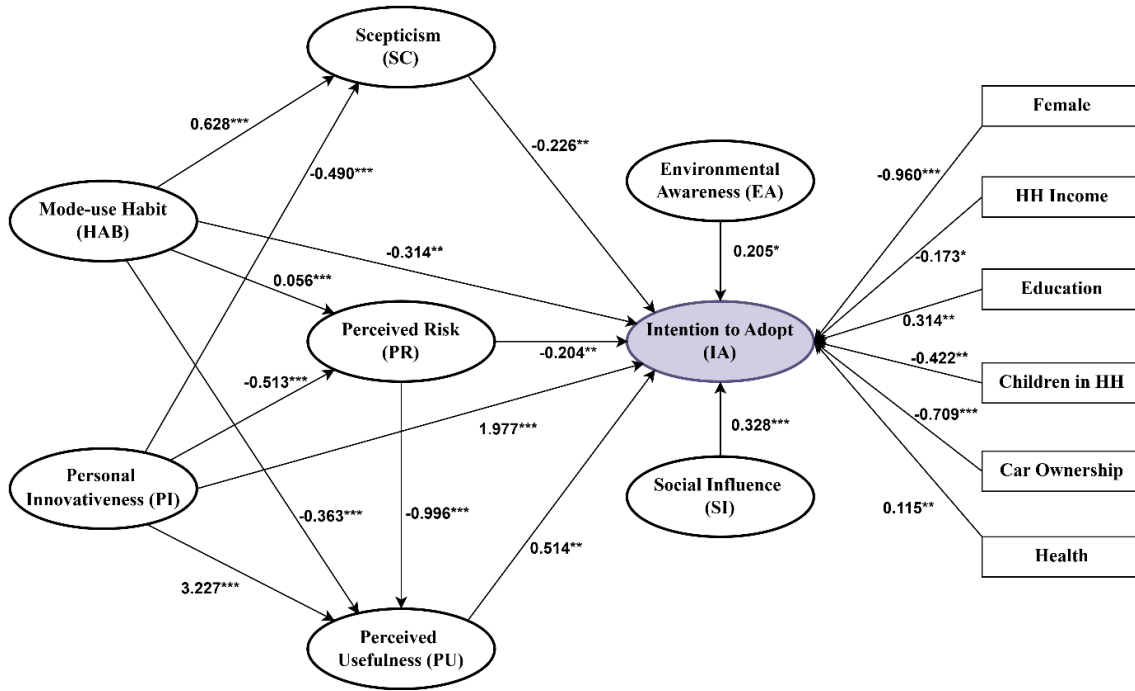 Scepticism
(SC)
Female
0.628***
-0.226**
Environmental
Awareness (EA)
-0.490***
-0.960***
HH Income
Mode-use Habit
(HAB)
-0.314**
0.205*
-0.173*
0.056***
Education
0.314**
Perceived Risk
(PR)
Intention to Adopt
(IA)
-0.204**
-0.422**
Children in HH
-0.513***
-0.709***
1.977***
0.328***
Personal
Innovativeness (PI)
Car Ownership
Social Influence
(SI)
-0.363***
-0.996***
0.115**
0.514**
Health
3.227***
Perceived
Usefulness (PU)